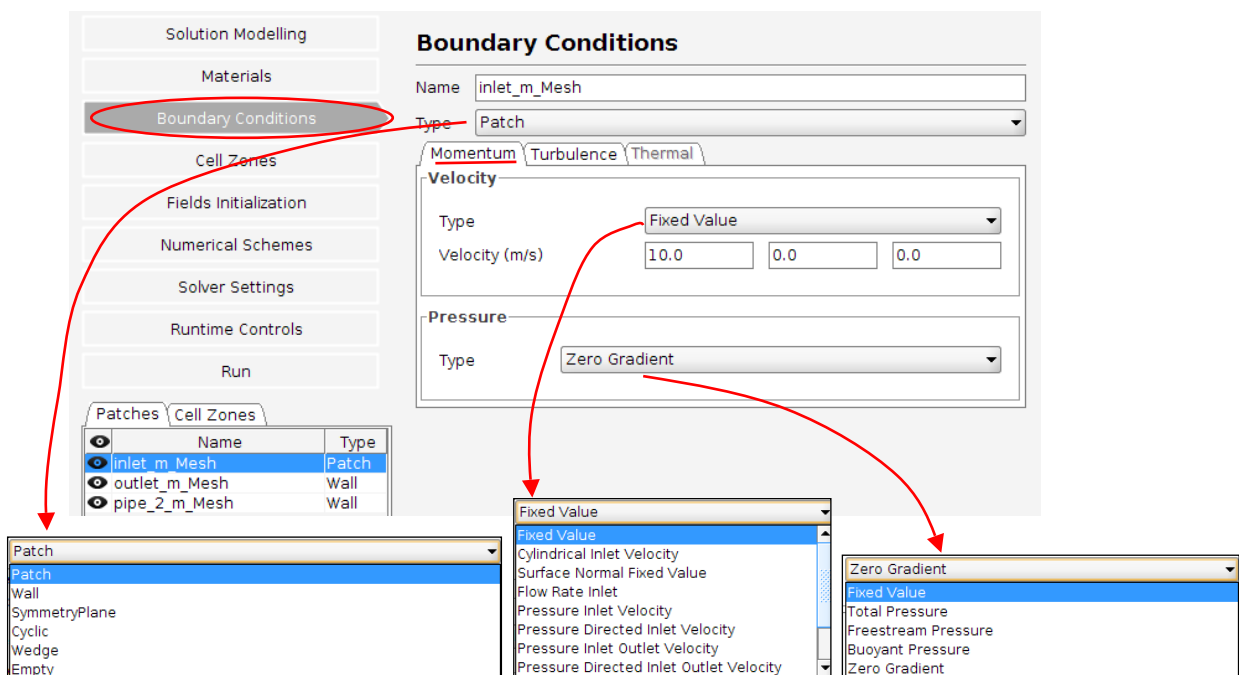 Solution Modelling
Materials
Boundary Conditions
Cell Zones
Fields Initialization
Numerical Schemes
Solver Settings
Runtime Controls
Run
Patches Cell Zones
Name Type
inlet_m_Mesh Patch
outlet_m_Mesh Wall
pipe_2_m_Mesh Wall
Boundary Conditions
Name inlet_m_Mesh
Type Patch
Momentum Turbulence Thermal
Velocity
Type Fixed Value
Velocity (m/s) 10.0 0.0 0.0
Pressure
Type Zero Gradient
Patch
Patch
Wall
SymmetryPlane
Cyclic
Wedge
Empty
Fixed Value
Fixed Value
Cylindrical Inlet Velocity
Surface Normal Fixed Value
Flow Rate Inlet
Pressure Inlet Velocity
Pressure Directed Inlet Velocity
Pressure Inlet Outlet Velocity
Pressure Directed Inlet Outlet Velocity
Zero Gradient
Fixed Value
Total Pressure
Freestream Pressure
Buoyant Pressure
Zero Gradient